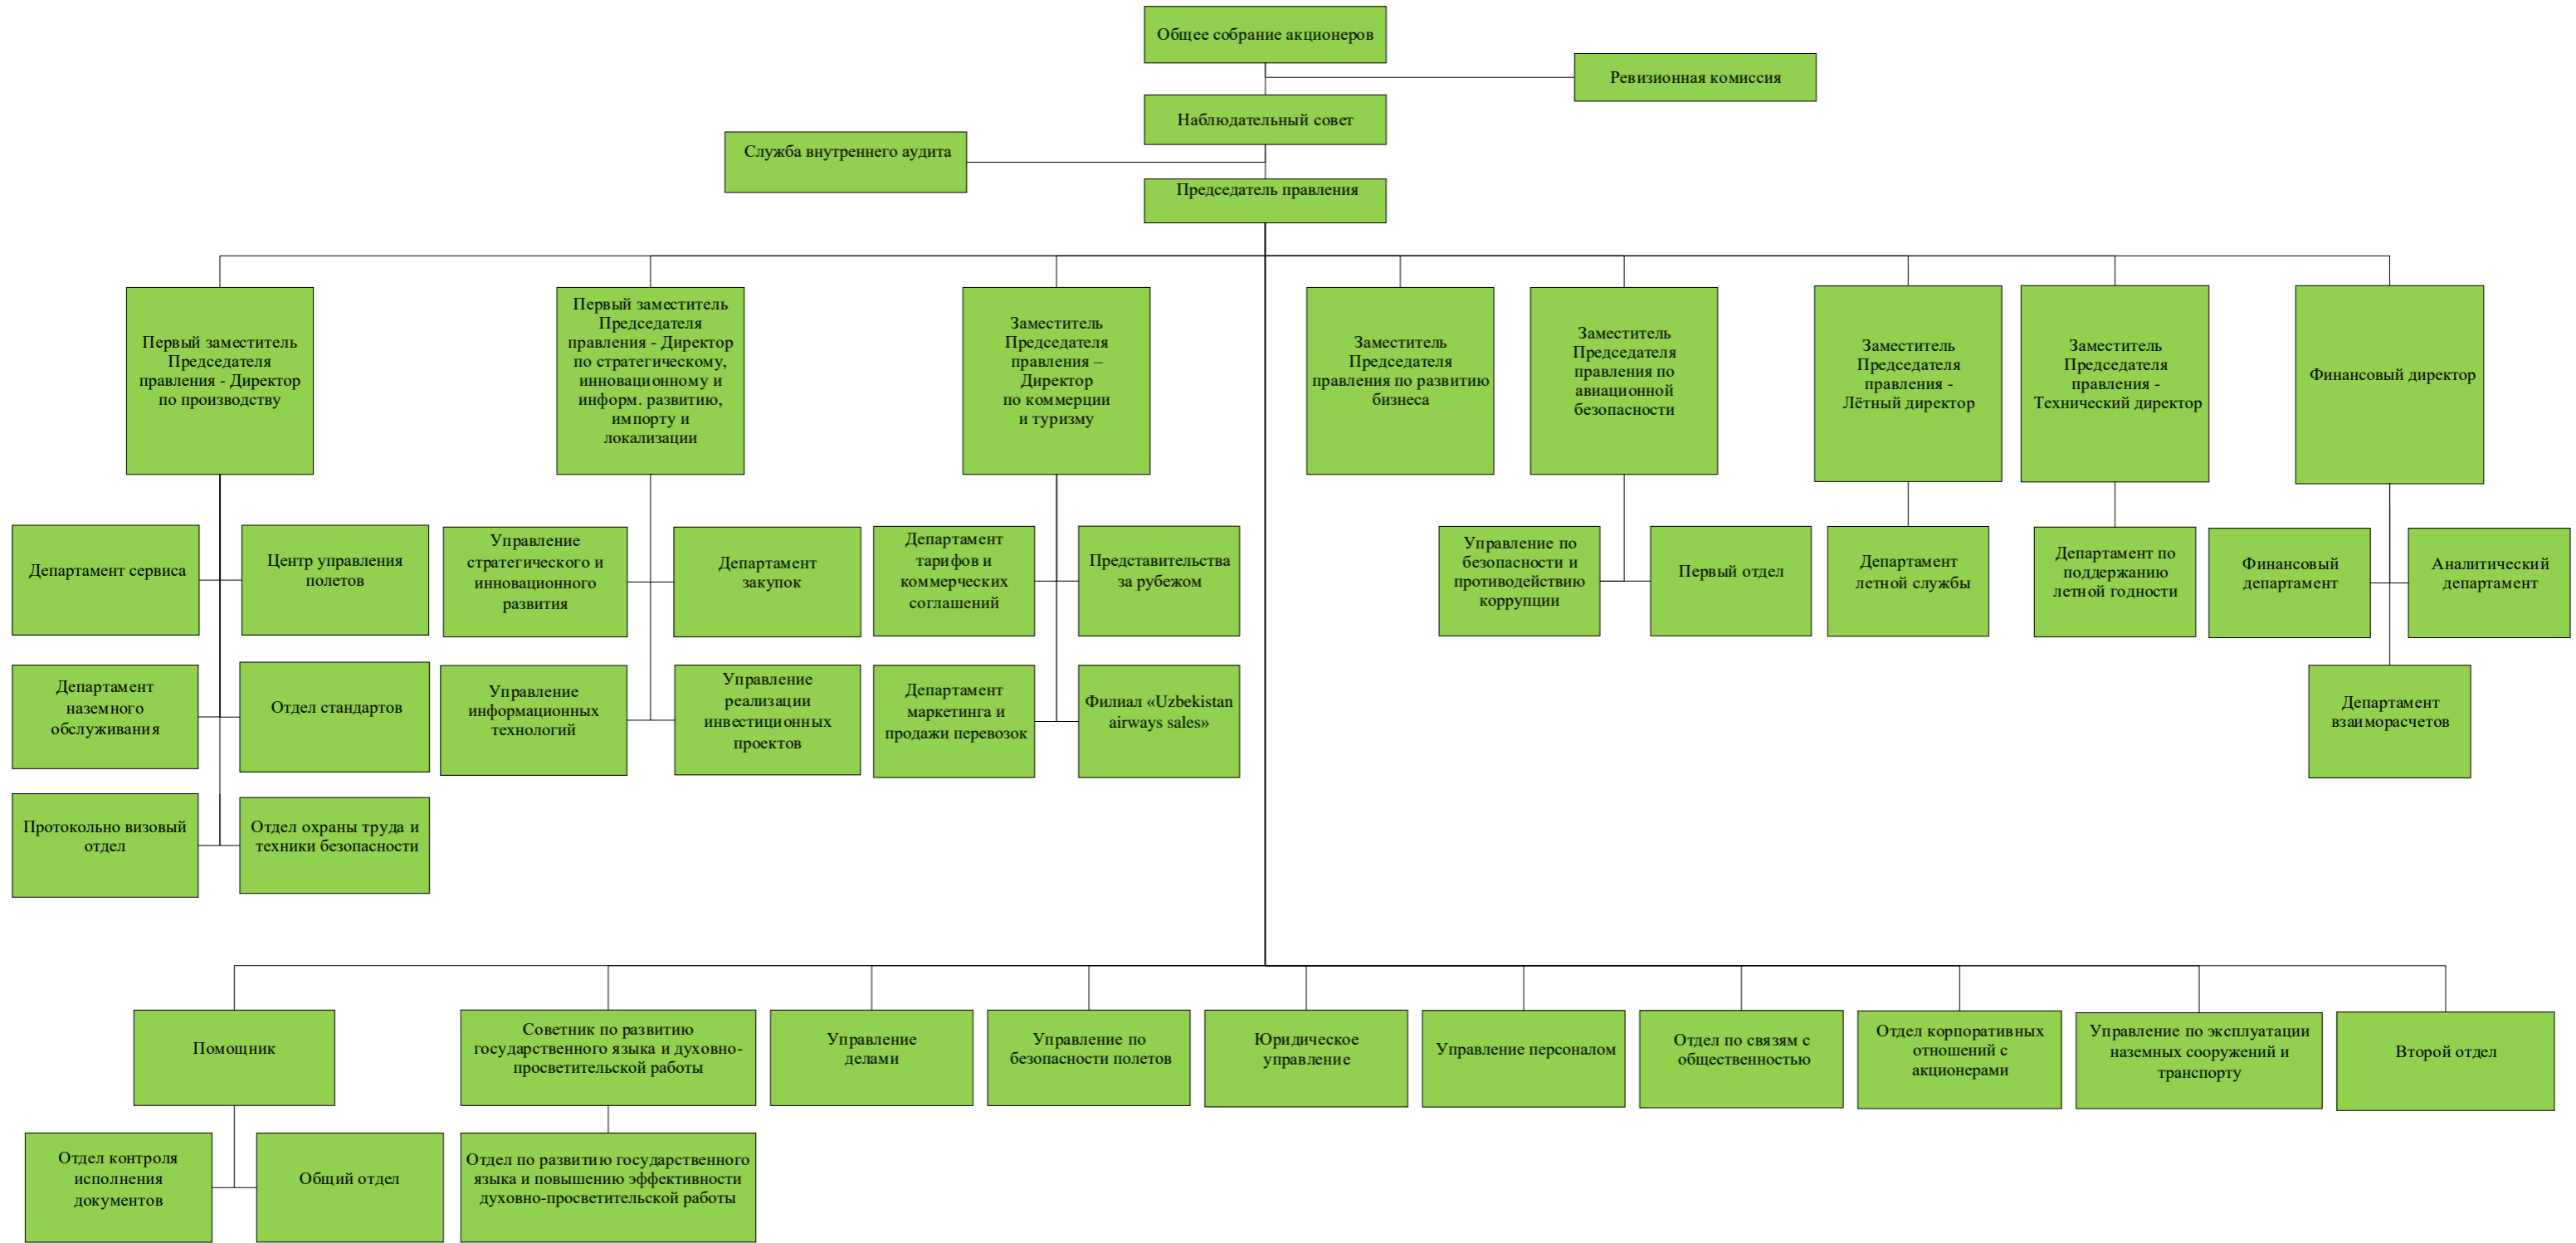 Общее собрание акционеров
Ревизионная комиссия
Наблюдательный совет
Служба внутреннего аудита
Председатель правления
Первый заместитель
Председателя
правления - Директор
по производству
Первый заместитель
Председателя
правления - Директор
по стратегическому,
инновационному и
информ. развитию,
импорту и
локализации
Заместитель
Председателя
правления –
Директор
по коммерции
и туризму
Заместитель
Председателя
правления по развитию
бизнеса
Заместитель
Председателя
правления по
авиационной
безопасности
Заместитель
Председателя
правления -
Лётный директор
Заместитель
Председателя
правления -
Технический директор
Финансовый директор
Департамент сервиса
Центр управления
полетов
Управление
стратегического и
инновационного
развития
Департамент
закупок
Департамент
тарифов и
коммерческих
соглашений
Представительства
за рубежом
Управление по
безопасности и
противодействию
коррупции
Первый отдел
Департамент
летной службы
Департамент по
поддержанию
летной годности
Финансовый
департамент
Аналитический
департамент
Департамент
наземного
обслуживания
Отдел стандартов
Управление
информационных
технологий
Управление
реализации
инвестиционных
проектов
Департамент
маркетинга и
продажи перевозок
Филиал «Uzbekistan
airways sales»
Департамент
взаиморасчетов
Протокольно визовый
отдел
Отдел охраны труда и
техники безопасности
Помощник
Советник по развитию
государственного языка и духовно-
просветительской работы
Управление
делами
Управление по
безопасности полетов
Юридическое
управление
Управление персоналом
Отдел по связям с
общественностью
Отдел корпоративных
отношений с
акционерами
Управление по эксплуатации
наземных сооружений и
транспорту
Второй отдел
Отдел контроля
исполнения
документов
Общий отдел
Отдел по развитию государственного
языка и повышению эффективности
духовно-просветительской работы